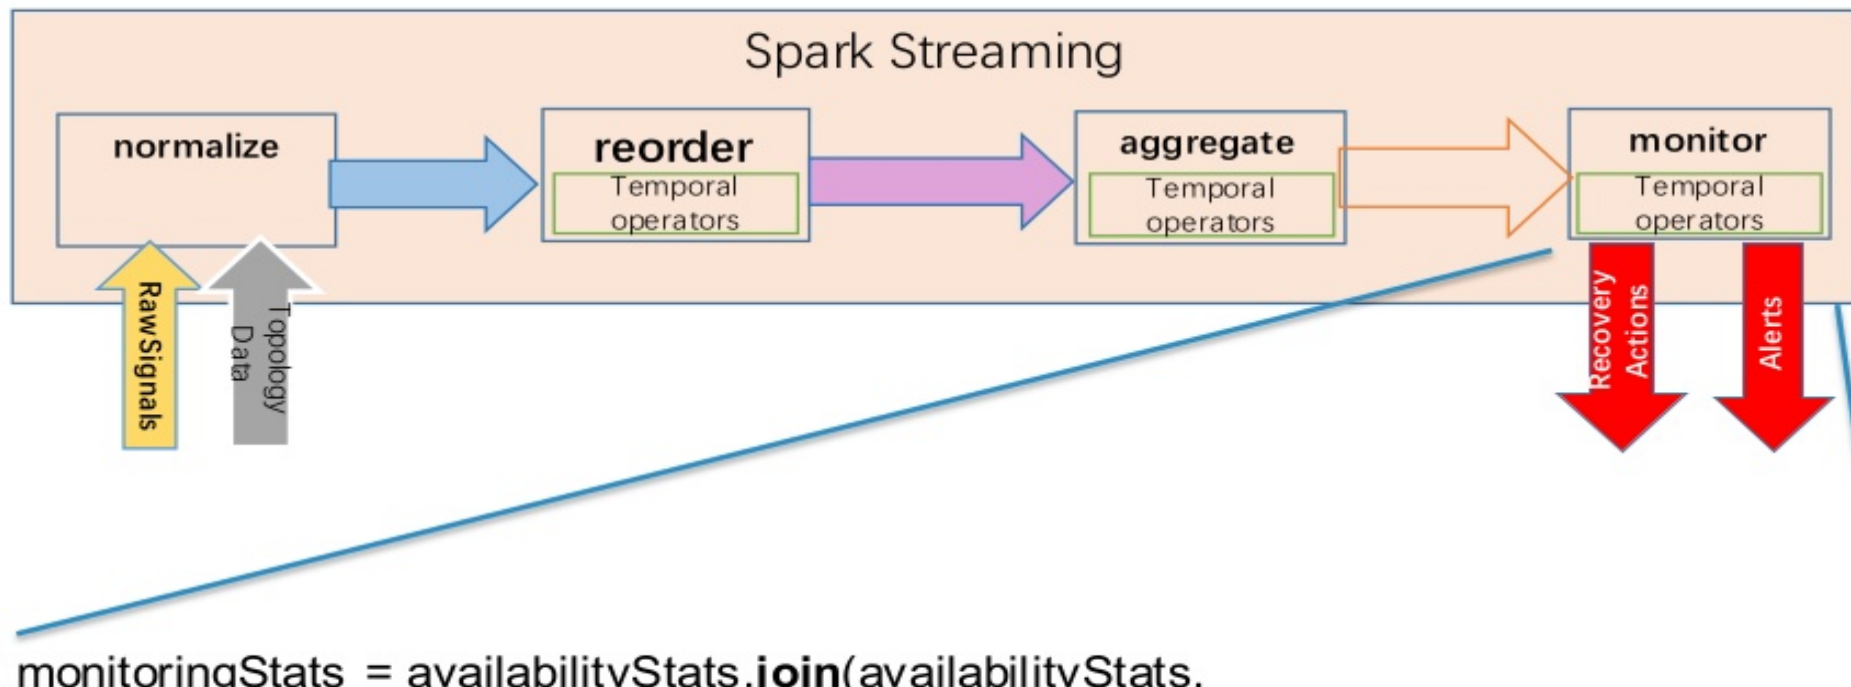 Spark Streaming
normalize
reorder
Temporal
operators
aggregate
Temporal
operators
monitor
Temporal
operators
RawSignals
Topology
Data
Recovery
Actions
Alerts
monitoringStats = availabilityStats.join(availabilityStats,